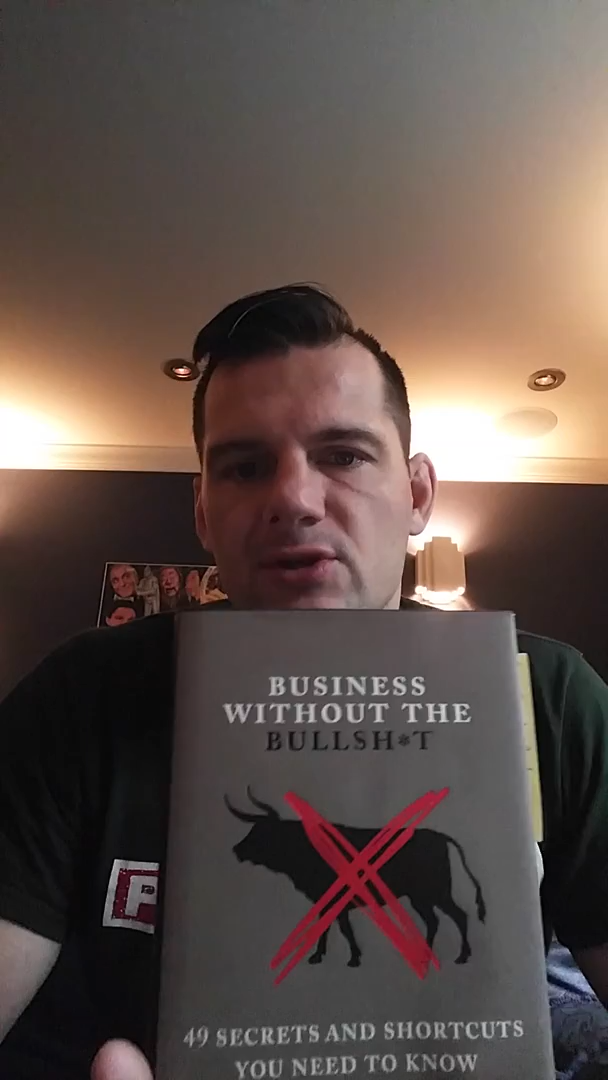 BUSINESS
WITHOUT THE
BULLSH*T
49 SECRETS AND SHORTCUTS
YOU NEED TO KNOW
P